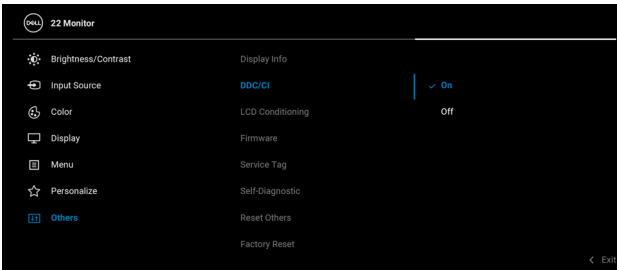 DELL 22 Monitor
Brightness/Contrast Display Info
Input Source DDC/CI On
Color LCD Conditioning Off
Display Firmware
Menu Service Tag
Personalize Self-Diagnostic
Others Reset Others
Factory Reset
Exit